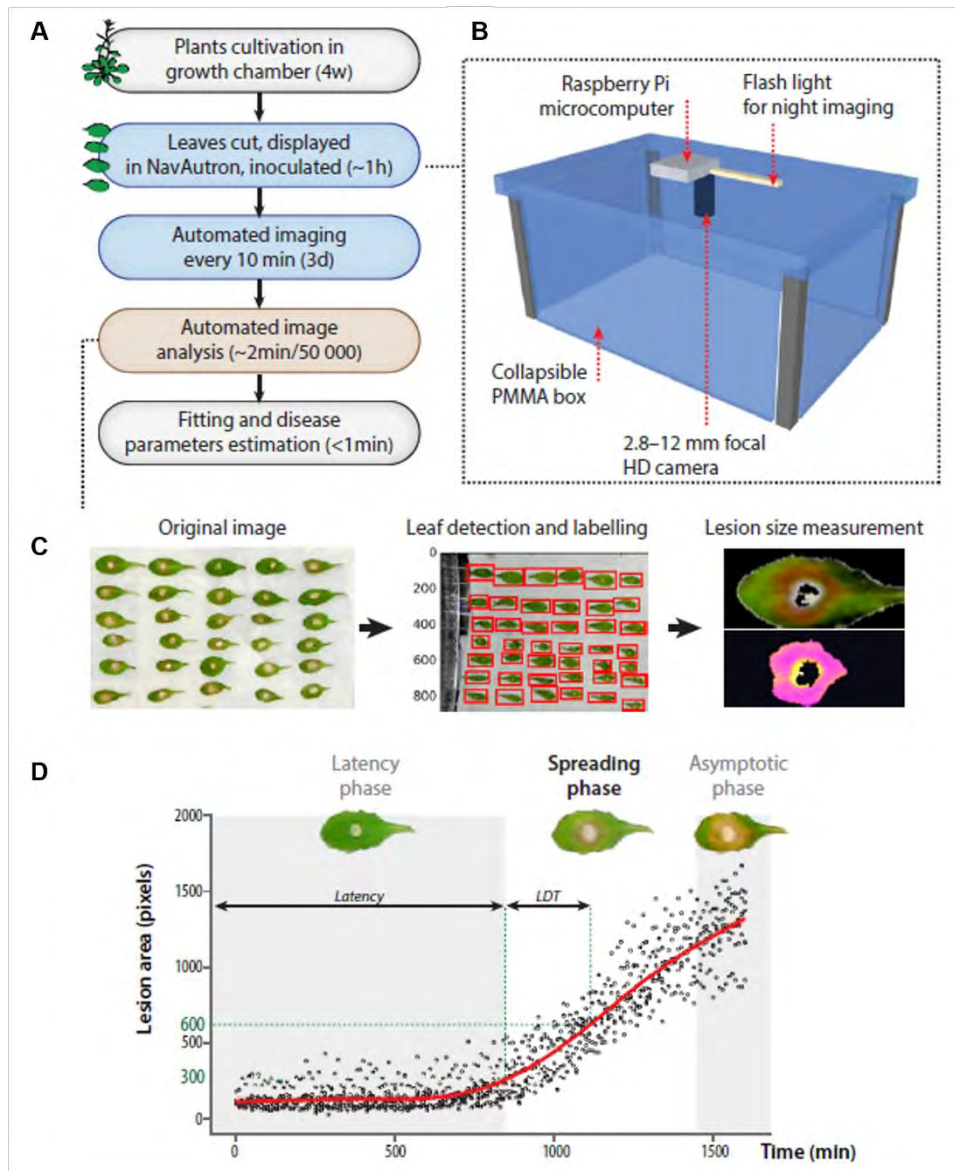 A
Plants cultivation in
growth chamber (4w)
Leaves cut, displayed
in NavAutron, inoculated (~1h)
Automated imaging
every 10 min (3d)
Automated image
analysis (~2min/50 000)
Fitting and disease
parameters estimation (<1min)
B
Raspberry Pi
microcomputer
Flash light
for night imaging
Collapsible
PMMA box
2.8–12 mm focal
HD camera
C
Original image
Leaf detection and labelling
Lesion size measurement
0
200
400
600
800
D
Latency
phase
Spreading
phase
Asymptotic
phase
Latency
LDT
Lesion area (pixels)
2000
1500
1000
600
500
300
0
0
500
1000
1500
Time (min)